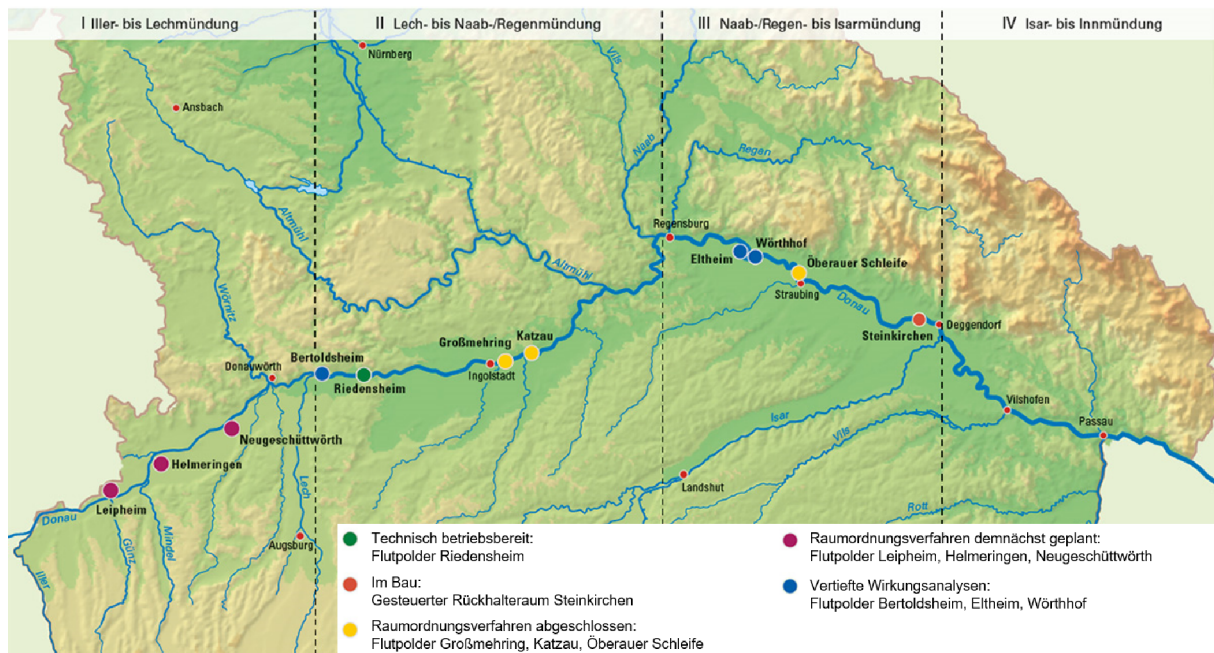 I Iller- bis Lechmündung
II Lech- bis Naab-/Regenmündung
III Naab-/Regen- bis Isarmündung
IV Isar- bis Innmündung
Nürnberg
Vils
Ansbach
Naab
Regan
Altmühl
Regensburg
Wörthhof
Eltheim
Öberauer Schleife
Altmühl
Straubing
Donau
Wörnitz
Katzau
Großmehring
Steinkirchen
Deggendorf
Bertoldsheim
Donauwörth
Ingolstadt
Riedensheim
Vilshofen
Isar
Passau
Neugeschüttwörth
Vils
Helmeringen
Lech
Landshut
Leipheim
Rott
Donau
Günz
Mindel
Augsburg
Iller
Technisch betriebsbereit:
Flutpolder Riedensheim
Im Bau:
Gesteuerter Rückhalteraum Steinkirchen
Raumordnungsverfahren abgeschlossen:
Flutpolder Großmehring, Katzau, Öberauer Schleife
Raumordnungsverfahren demnächst geplant:
Flutpolder Leipheim, Helmeringen, Neugeschüttwörth
Vertiefte Wirkungsanalysen:
Flutpolder Bertoldsheim, Eltheim, Wörthhof